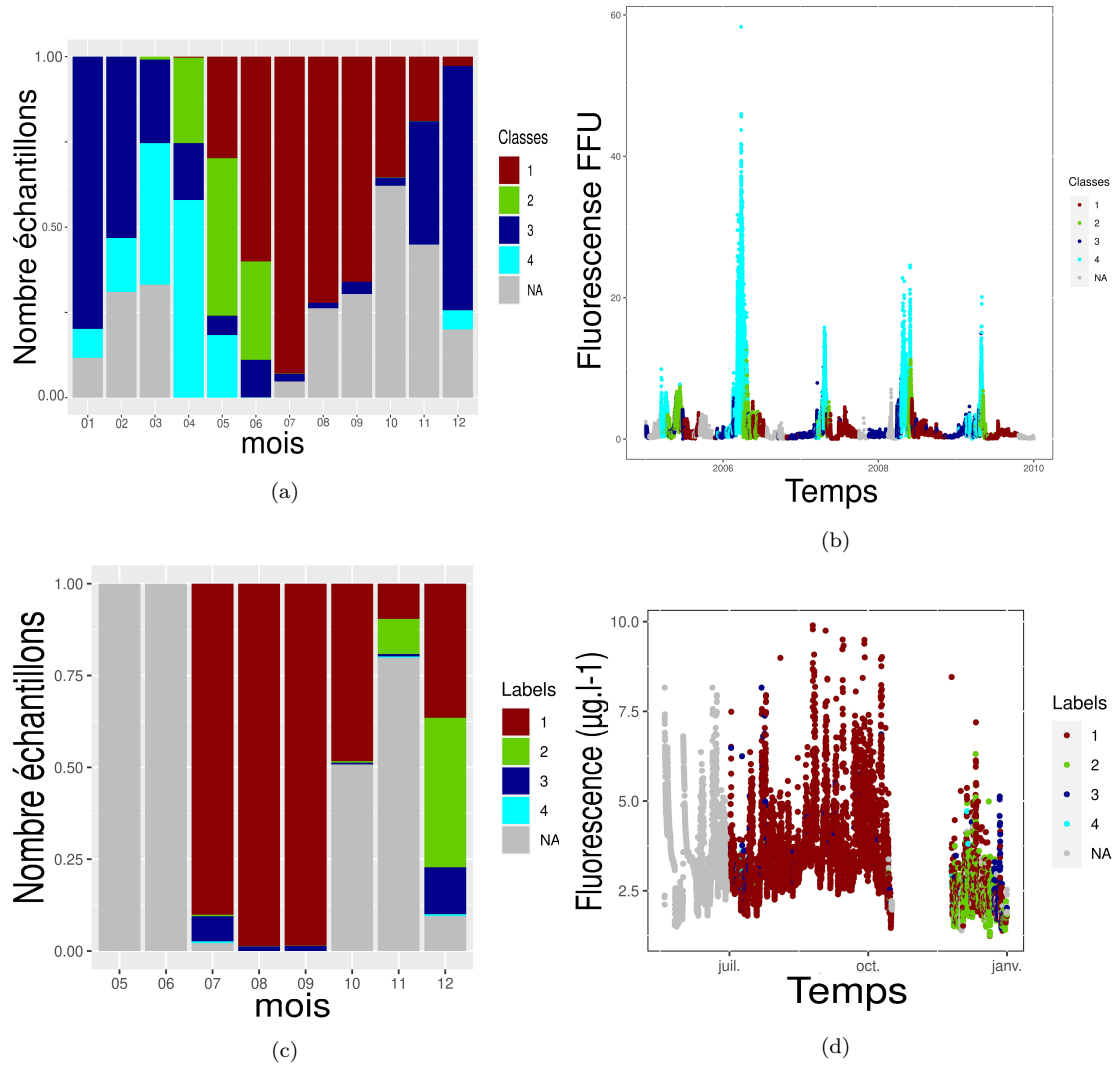 Nombre échantillons
1.00
0.50
0.00
01 02 03 04 05 06 07 08 09 10 11 12
mois
Classes
1
2
3
4
NA
(a)
Fluorescense FFU
60
40
20
0
2006 2008 2010
Temps
Classes
1
2
3
4
NA
(b)
Nombre échantillons
1.00
0.75
0.50
0.25
0.00
05 06 07 08 09 10 11 12
mois
Labels
1
2
3
4
NA
(c)
Fluorescence (µg.l-1)
10.0
7.5
5.0
2.5
juil. oct. janv.
Temps
Labels
1
2
3
4
NA
(d)